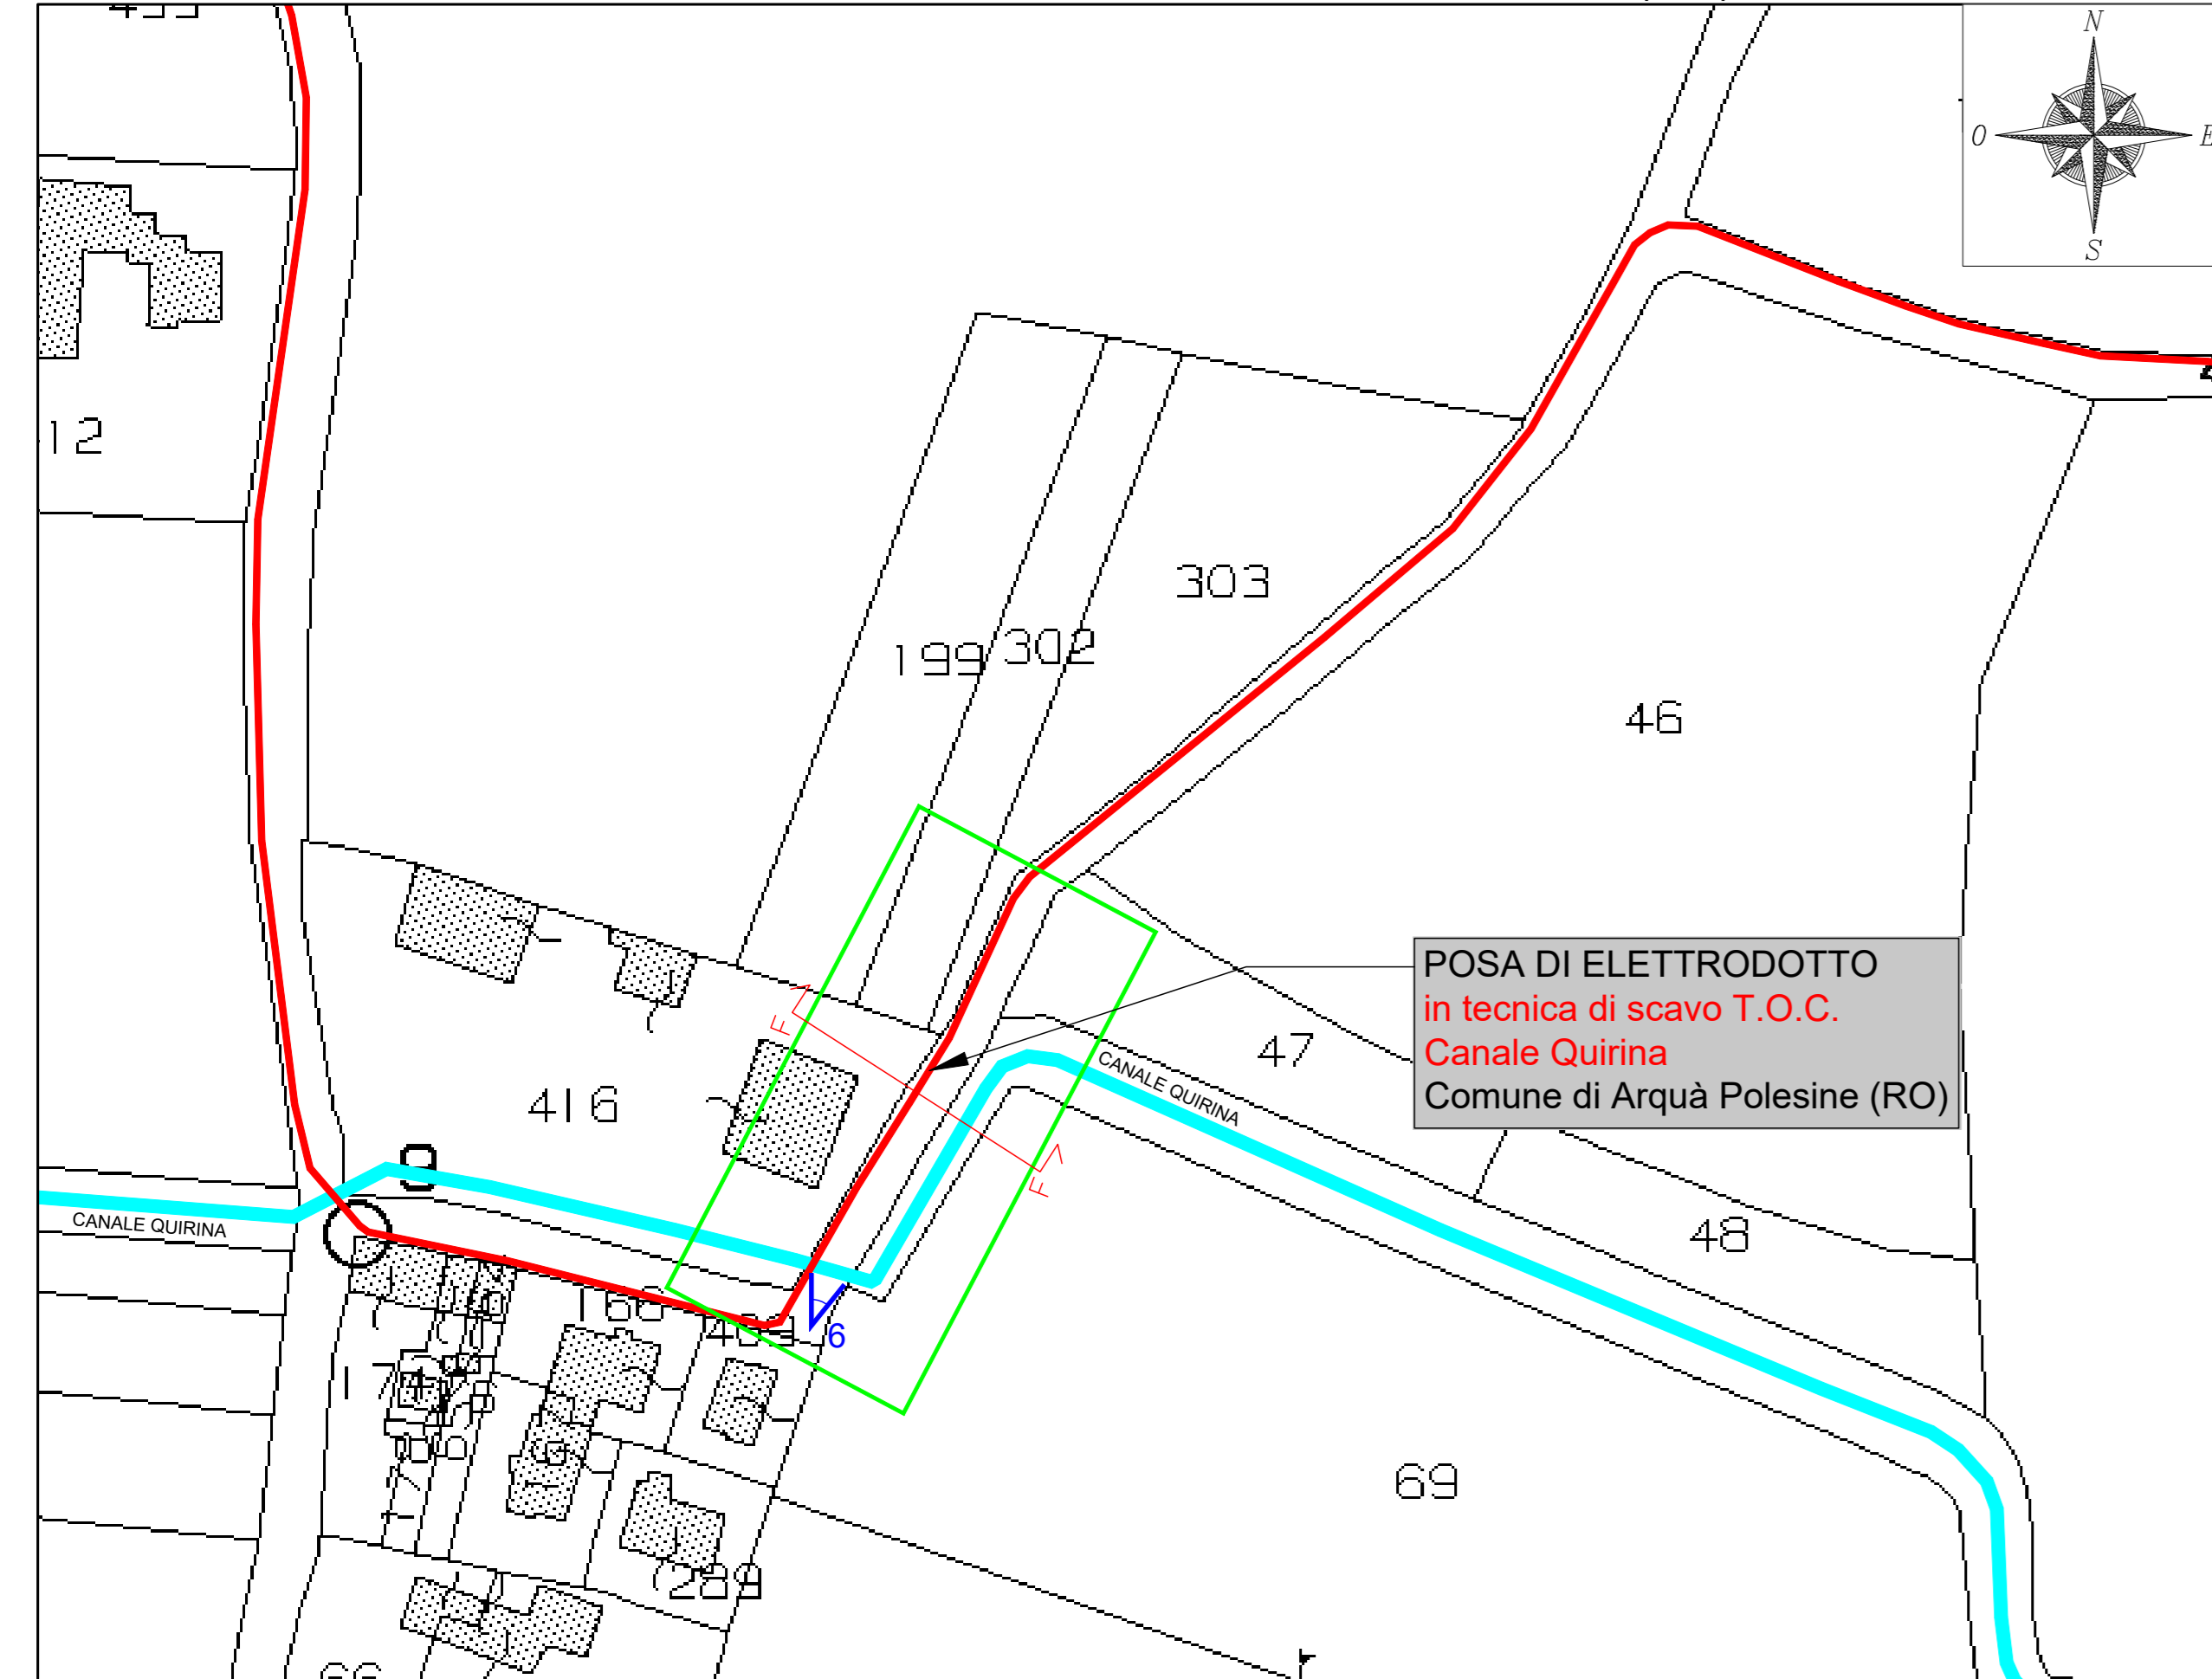 N
O
E
S
12
303
199
302
46
POSA DI ELETTRODOTTO
in tecnica di scavo T.O.C.
Canale Quirina
Comune di Arquà Polesine (RO)
F
47
CANALE QUIRINA
416
F
CANALE QUIRINA
48
6
69
289